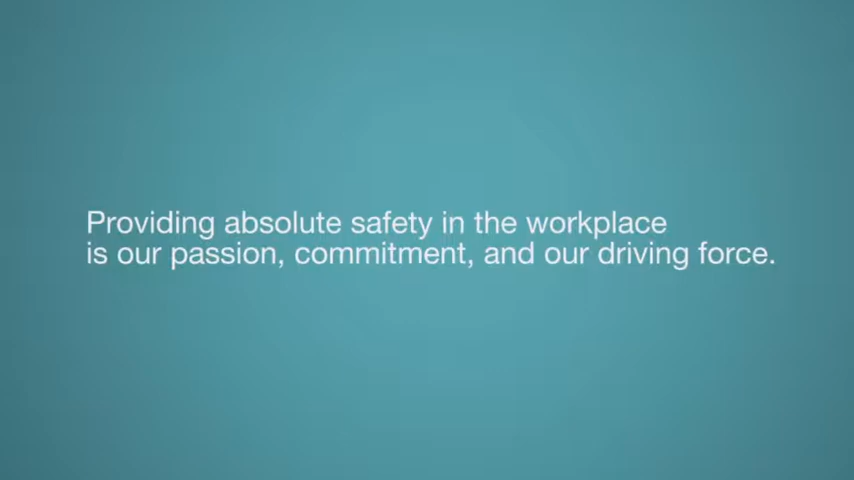 Providing absolute safety in the workplace
is our passion, commitment, and our driving force.